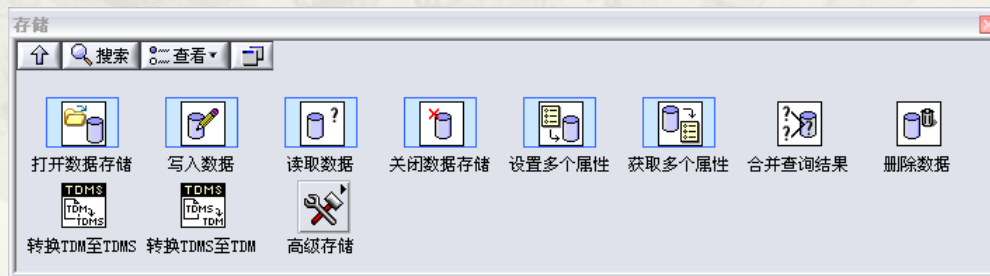 存储
搜索 查看
打开数据存储 写入数据 读取数据 关闭数据存储 设置多个属性 获取多个属性 合并查询结果 删除数据
TDMS TDMS
TDM TDMS
TDMS TDM
转换TDM至TDMS 转换TDMS至TDM 高级存储